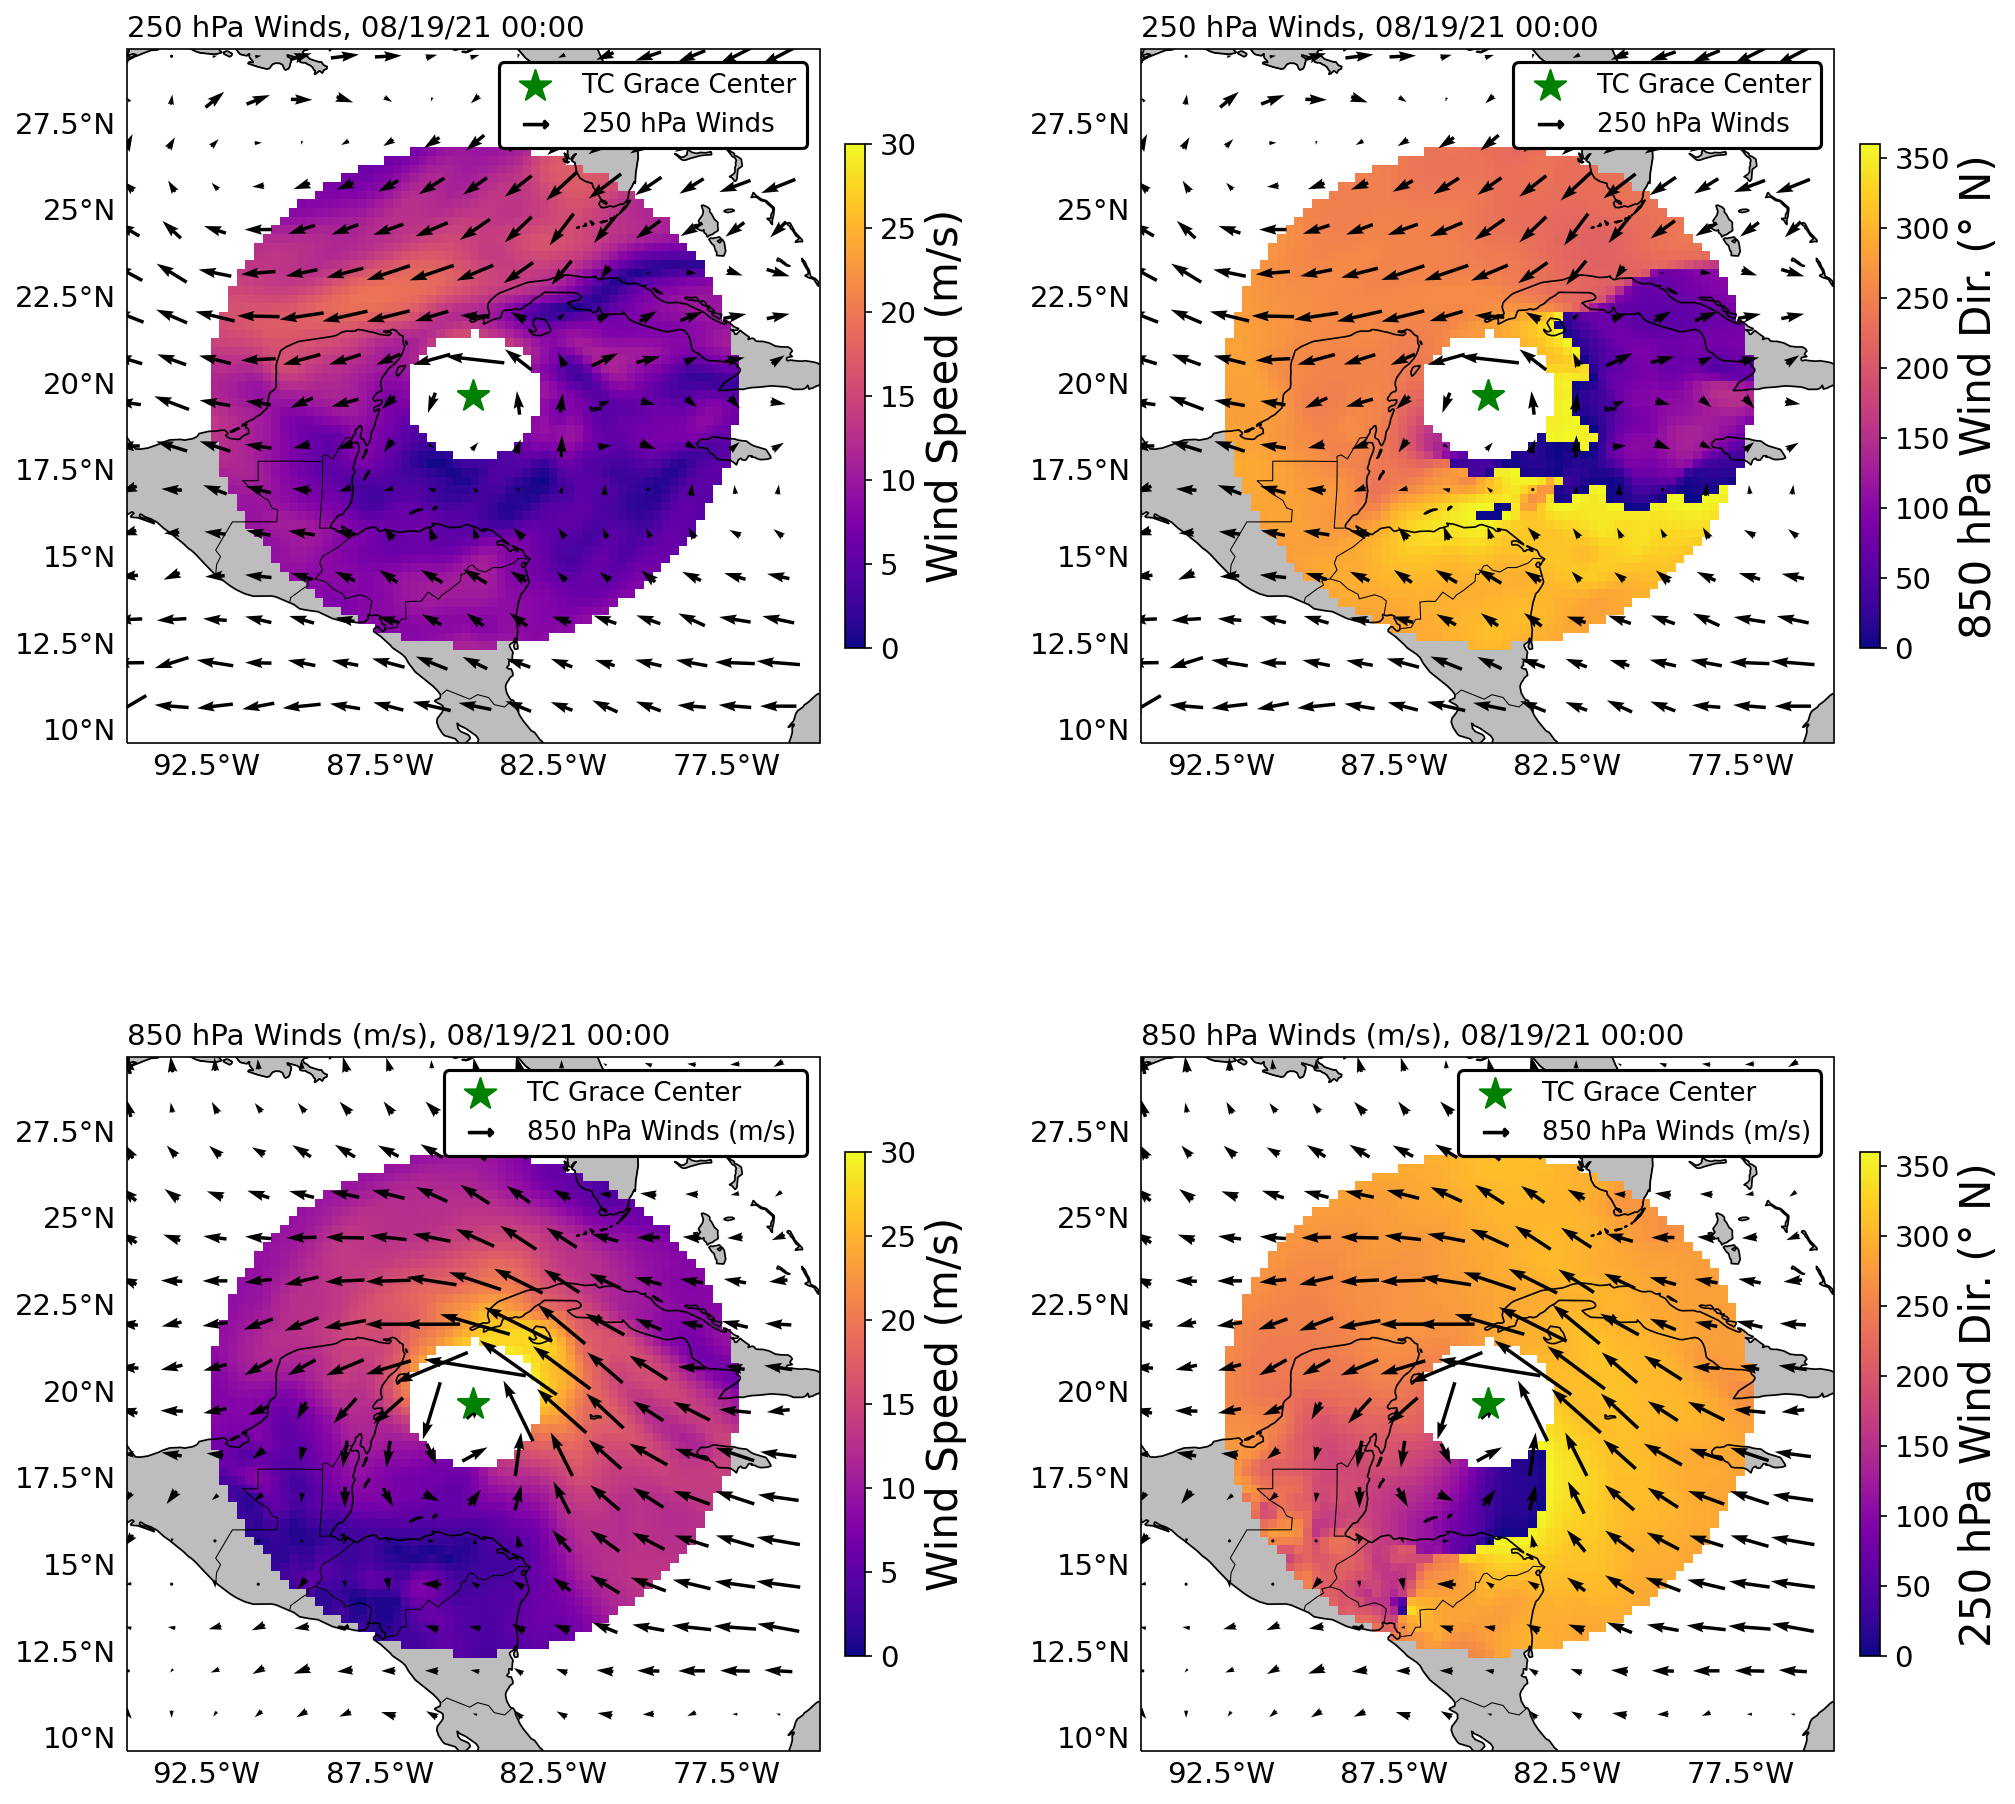 250 hPa Winds, 08/19/21 00:00
TC Grace Center
250 hPa Winds
27.5°N
25°N
22.5°N
20°N
17.5°N
15°N
12.5°N
10°N
92.5°W
87.5°W
82.5°W
77.5°W
30
25
20
15
10
5
0
Wind Speed (m/s)
250 hPa Winds, 08/19/21 00:00
TC Grace Center
250 hPa Winds
27.5°N
25°N
22.5°N
20°N
17.5°N
15°N
12.5°N
10°N
92.5°W
87.5°W
82.5°W
77.5°W
350
300
250
200
150
100
50
0
850 hPa Wind Dir. (° N)
850 hPa Winds (m/s), 08/19/21 00:00
TC Grace Center
850 hPa Winds (m/s)
27.5°N
25°N
22.5°N
20°N
17.5°N
15°N
12.5°N
10°N
92.5°W
87.5°W
82.5°W
77.5°W
30
25
20
15
10
5
0
Wind Speed (m/s)
850 hPa Winds (m/s), 08/19/21 00:00
TC Grace Center
850 hPa Winds (m/s)
27.5°N
25°N
22.5°N
20°N
17.5°N
15°N
12.5°N
10°N
92.5°W
87.5°W
82.5°W
77.5°W
350
300
250
200
150
100
50
0
250 hPa Wind Dir. (° N)